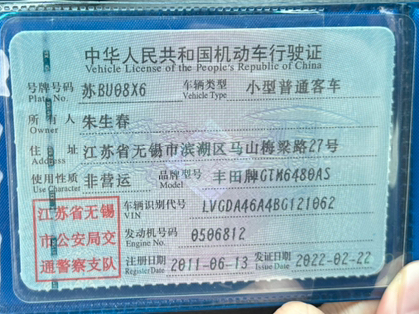 中华人民共和国机动车行驶证
Vehicle License of the People's Republic of China
号牌号码 苏BU08X6 车辆类型 小型普通客车
Plate No. Vehicle Type
所有人 朱生春
Owner
住址 江苏省无锡市滨湖区马山梅梁路27号
Address
使用性质 非营运 品牌型号 丰田牌GTM6480AS
Use Character Model
江苏省无锡
市公安局交
通警察支队
车辆识别代号 LVGDA46A4BG121062
VIN
发动机号码 0506812
Engine No.
注册日期 2011-06-13 发证日期 2022-02-22
Register Date Issue Date